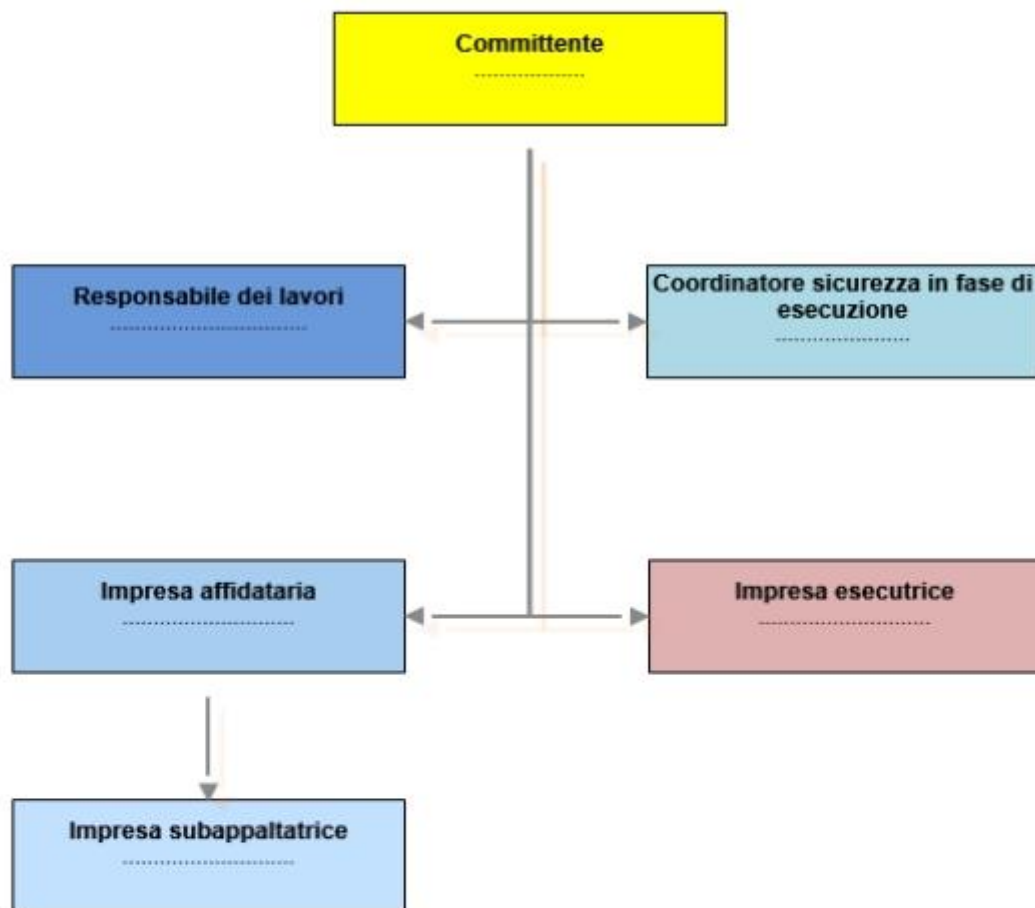 Committente
..................
Responsabile dei lavori
................................
Coordinatore sicurezza in fase di
esecuzione
......................
Impresa affidataria
............................
Impresa esecutrice
............................
Impresa subappaltatrice
............................